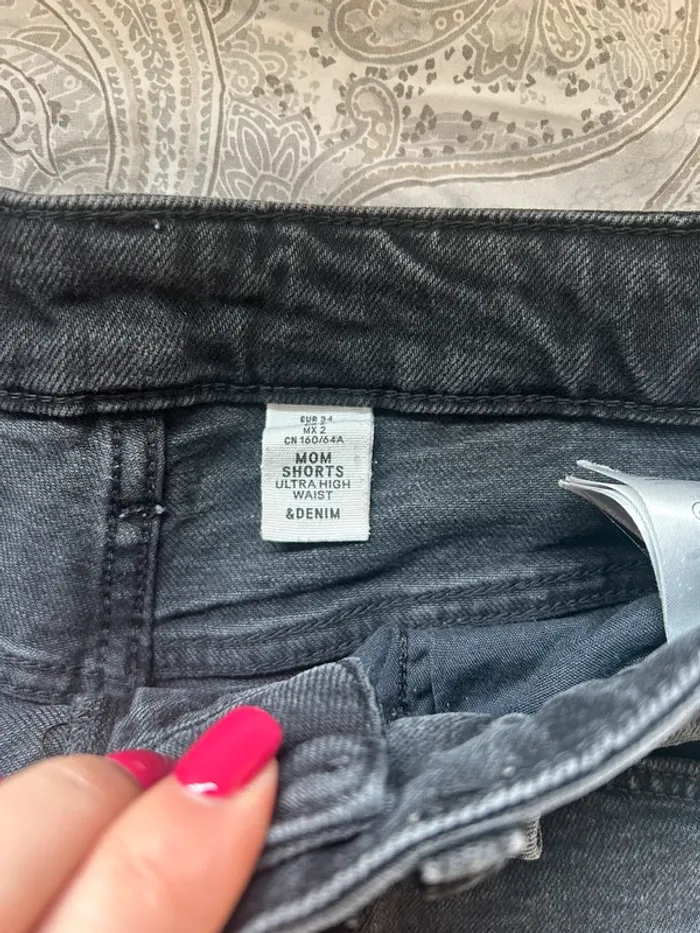 EUR 34
MX 2
CN 160/64A
MOM
SHORTS
ULTRA HIGH
WAIST
&DENIM